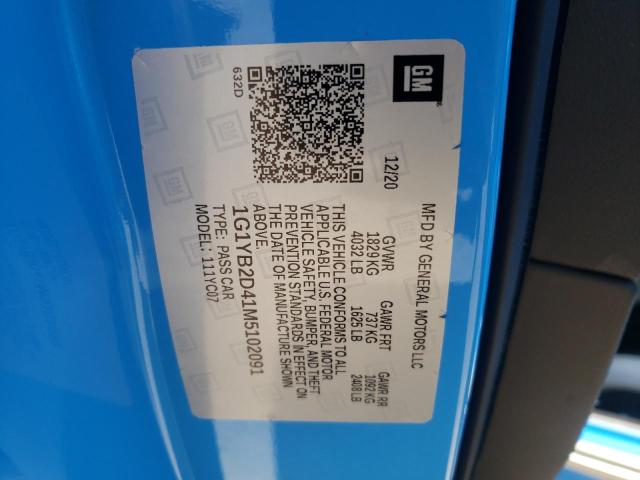 GM
MFD BY GENERAL MOTORS LLC
12/20
GVWR GAWR FRT GAWR RR
1829 KG 737 KG 1092 KG
4032 LB 1625 LB 2408 LB
THIS VEHICLE CONFORMS TO ALL
APPLICABLE U.S. FEDERAL MOTOR
VEHICLE SAFETY, BUMPER, AND THEFT
PREVENTION STANDARDS IN EFFECT ON
THE DATE OF MANUFACTURE SHOWN
ABOVE.
632D
1G1YB2D41M5102091
TYPE: PASS CAR
MODEL: 111YC07